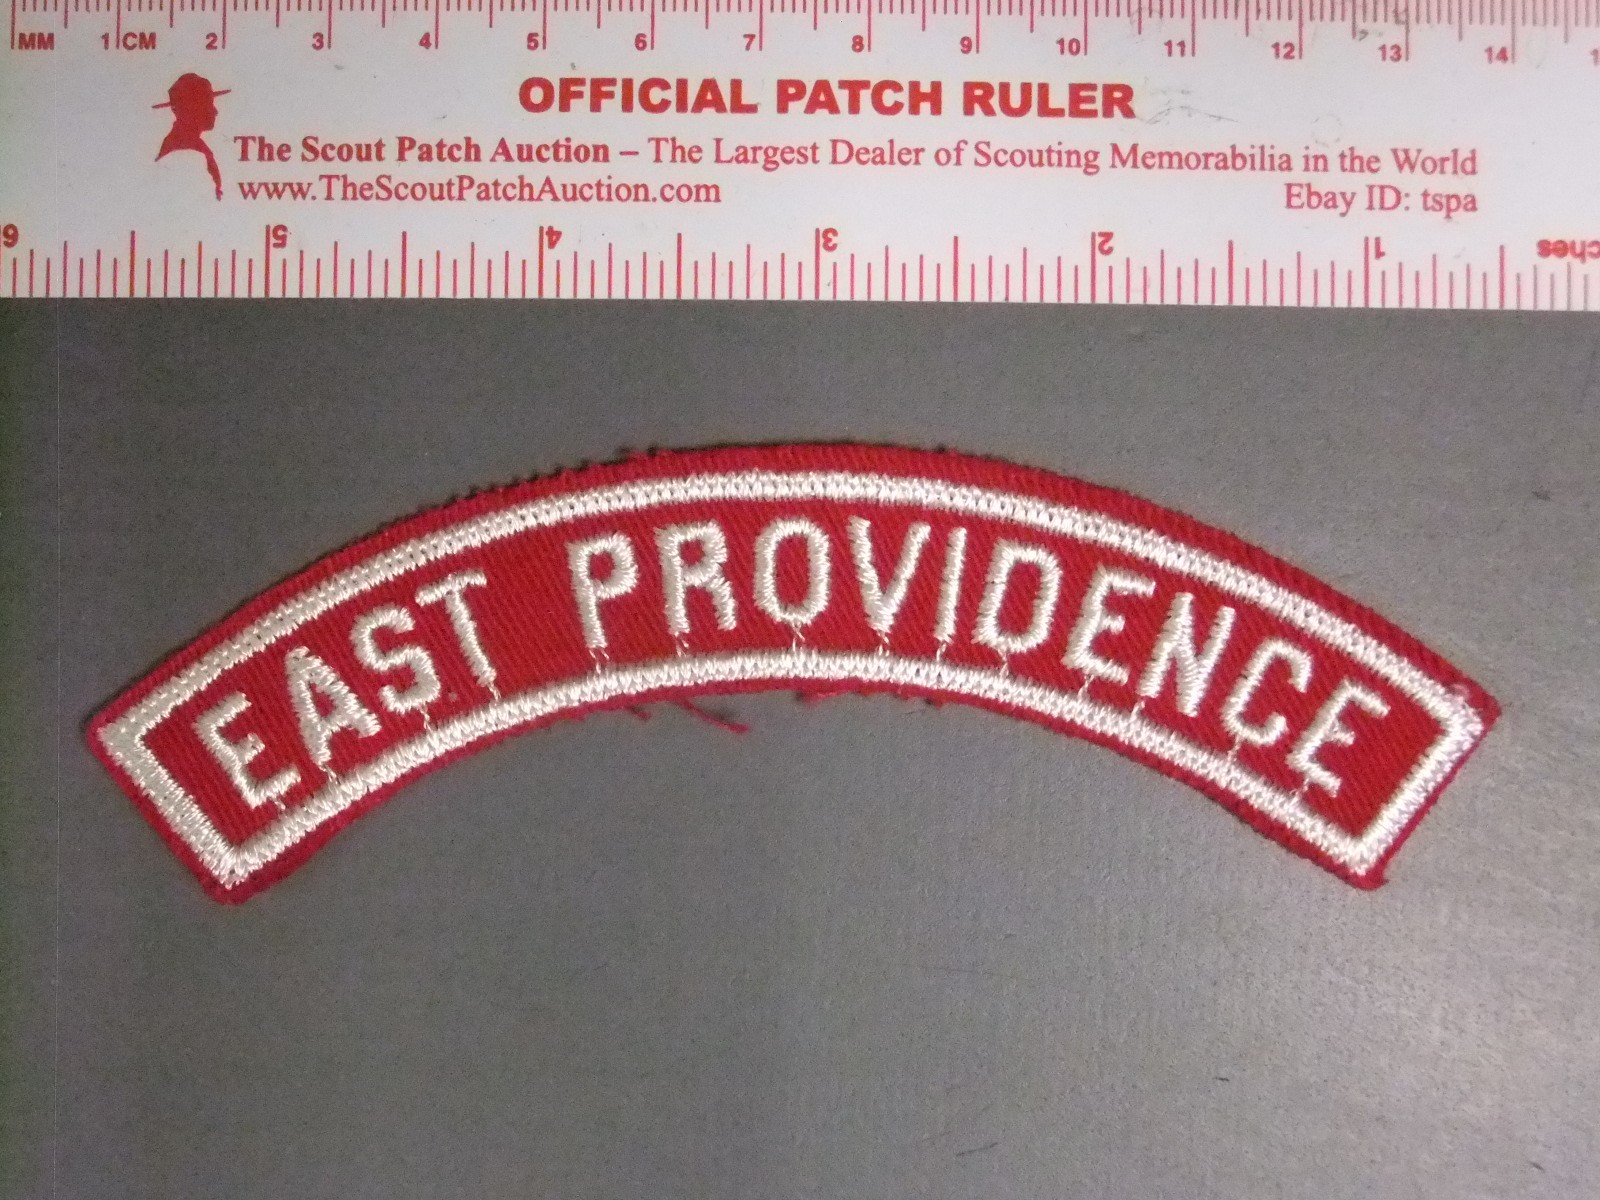 MM 1 CM 2 3 4 5 6 7 8 9 10 11 12 13 14
OFFICIAL PATCH RULER
The Scout Patch Auction – The Largest Dealer of Scouting Memorabilia in the World
www.TheScoutPatchAuction.com Ebay ID: tspa
6 5 4 3 2 1
EAST PROVIDENCE